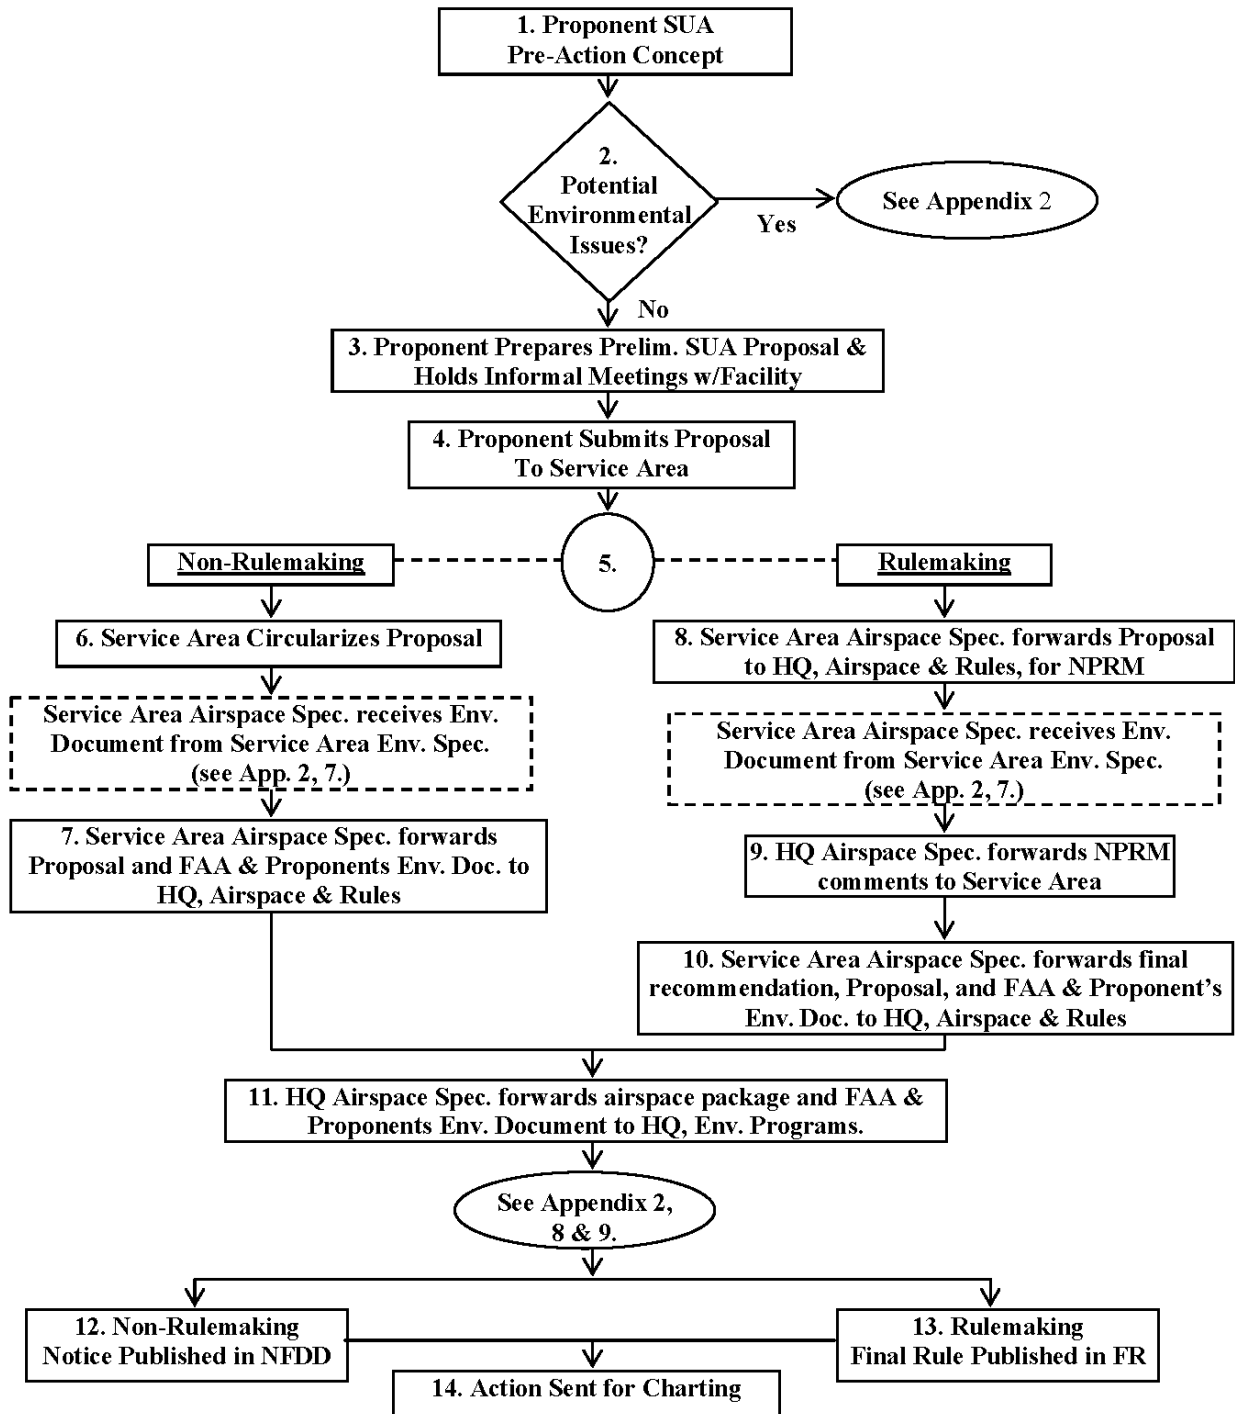 1. Proponent SUA
Pre-Action Concept
2.
Potential
Environmental
Issues?
Yes
See Appendix 2
No
3. Proponent Prepares Prelim. SUA Proposal &
Holds Informal Meetings w/Facility
4. Proponent Submits Proposal
To Service Area
5.
Non-Rulemaking
6. Service Area Circularizes Proposal
Service Area Airspace Spec. receives Env.
Document from Service Area Env. Spec.
(see App. 2, 7.)
7. Service Area Airspace Spec. forwards
Proposal and FAA & Proponents Env. Doc. to
HQ, Airspace & Rules
Rulemaking
8. Service Area Airspace Spec. forwards Proposal
to HQ, Airspace & Rules, for NPRM
Service Area Airspace Spec. receives Env.
Document from Service Area Env. Spec.
(see App. 2, 7.)
9. HQ Airspace Spec. forwards NPRM
comments to Service Area
10. Service Area Airspace Spec. forwards final
recommendation, Proposal, and FAA & Proponent’s
Env. Doc. to HQ, Airspace & Rules
11. HQ Airspace Spec. forwards airspace package and FAA &
Proponents Env. Document to HQ, Env. Programs.
See Appendix 2,
8 & 9.
12. Non-Rulemaking
Notice Published in NFDD
13. Rulemaking
Final Rule Published in FR
14. Action Sent for Charting